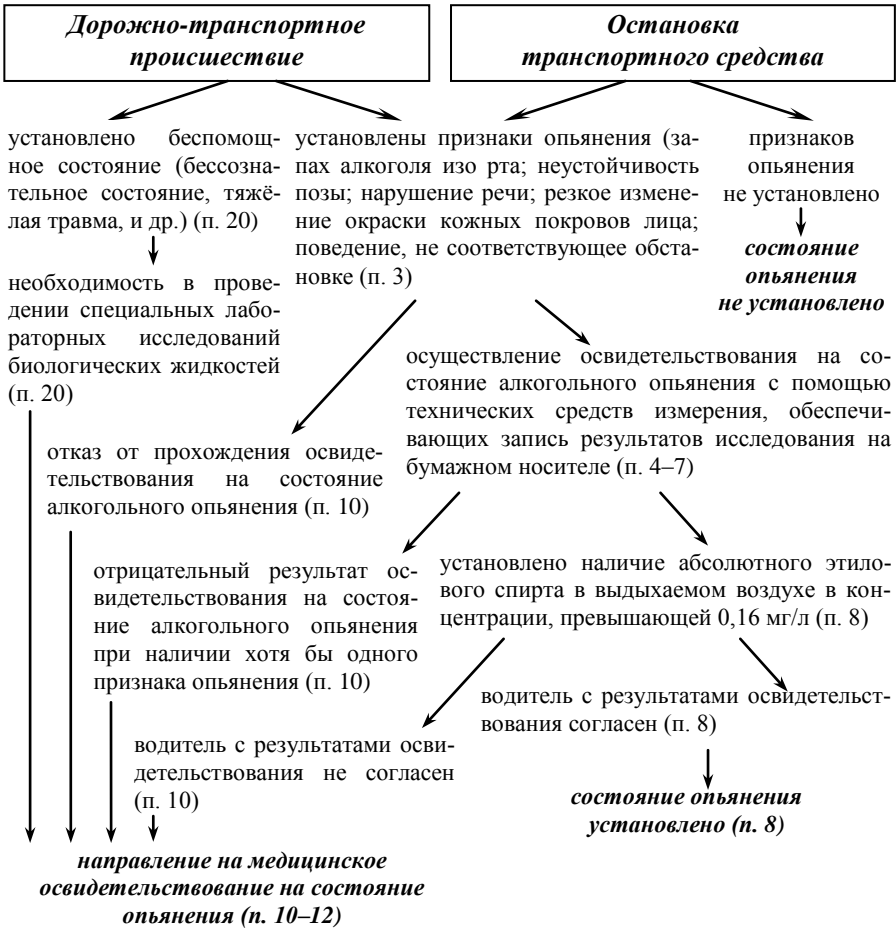 Дорожно-транспортное
происшествие
Остановка
транспортного средства
установлено беспомощ-
ное состояние (бессозна-
тельное состояние, тяжё-
лая травма, и др.) (п. 20)
установлены признаки опьянения (за-
пах алкоголя изо рта; неустойчивость
позы; нарушение речи; резкое измене-
ние окраски кожных покровов лица;
поведение, не соответствующее обста-
новке (п. 3)
признаков
опьянения
не установлено
состояние
опьянения
не установлено
необходимость в прове-
дении специальных лабо-
раторных исследований
биологических жидкостей
(п. 20)
осуществление освидетельствования на со-
стояние алкогольного опьянения с помощью
технических средств измерения, обеспечи-
вающих запись результатов исследования на
бумажном носителе (п. 4–7)
отказ от прохождения освиде-
тельствования на состояние
алкогольного опьянения (п. 10)
отрицательный результат ос-
видетельствования на состоя-
ние алкогольного опьянения
при наличии хотя бы одного
признака опьянения (п. 10)
установлено наличие абсолютного этило-
вого спирта в выдыхаемом воздухе в кон-
центрации, превышающей 0,16 мг/л (п. 8)
водитель с результатами освидетельст-
вования согласен (п. 8)
водитель с результатами осви-
детельствования не согласен
(п. 10)
состояние опьянения
установлено (п. 8)
направление на медицинское
освидетельствование на состояние
опьянения (п. 10–12)